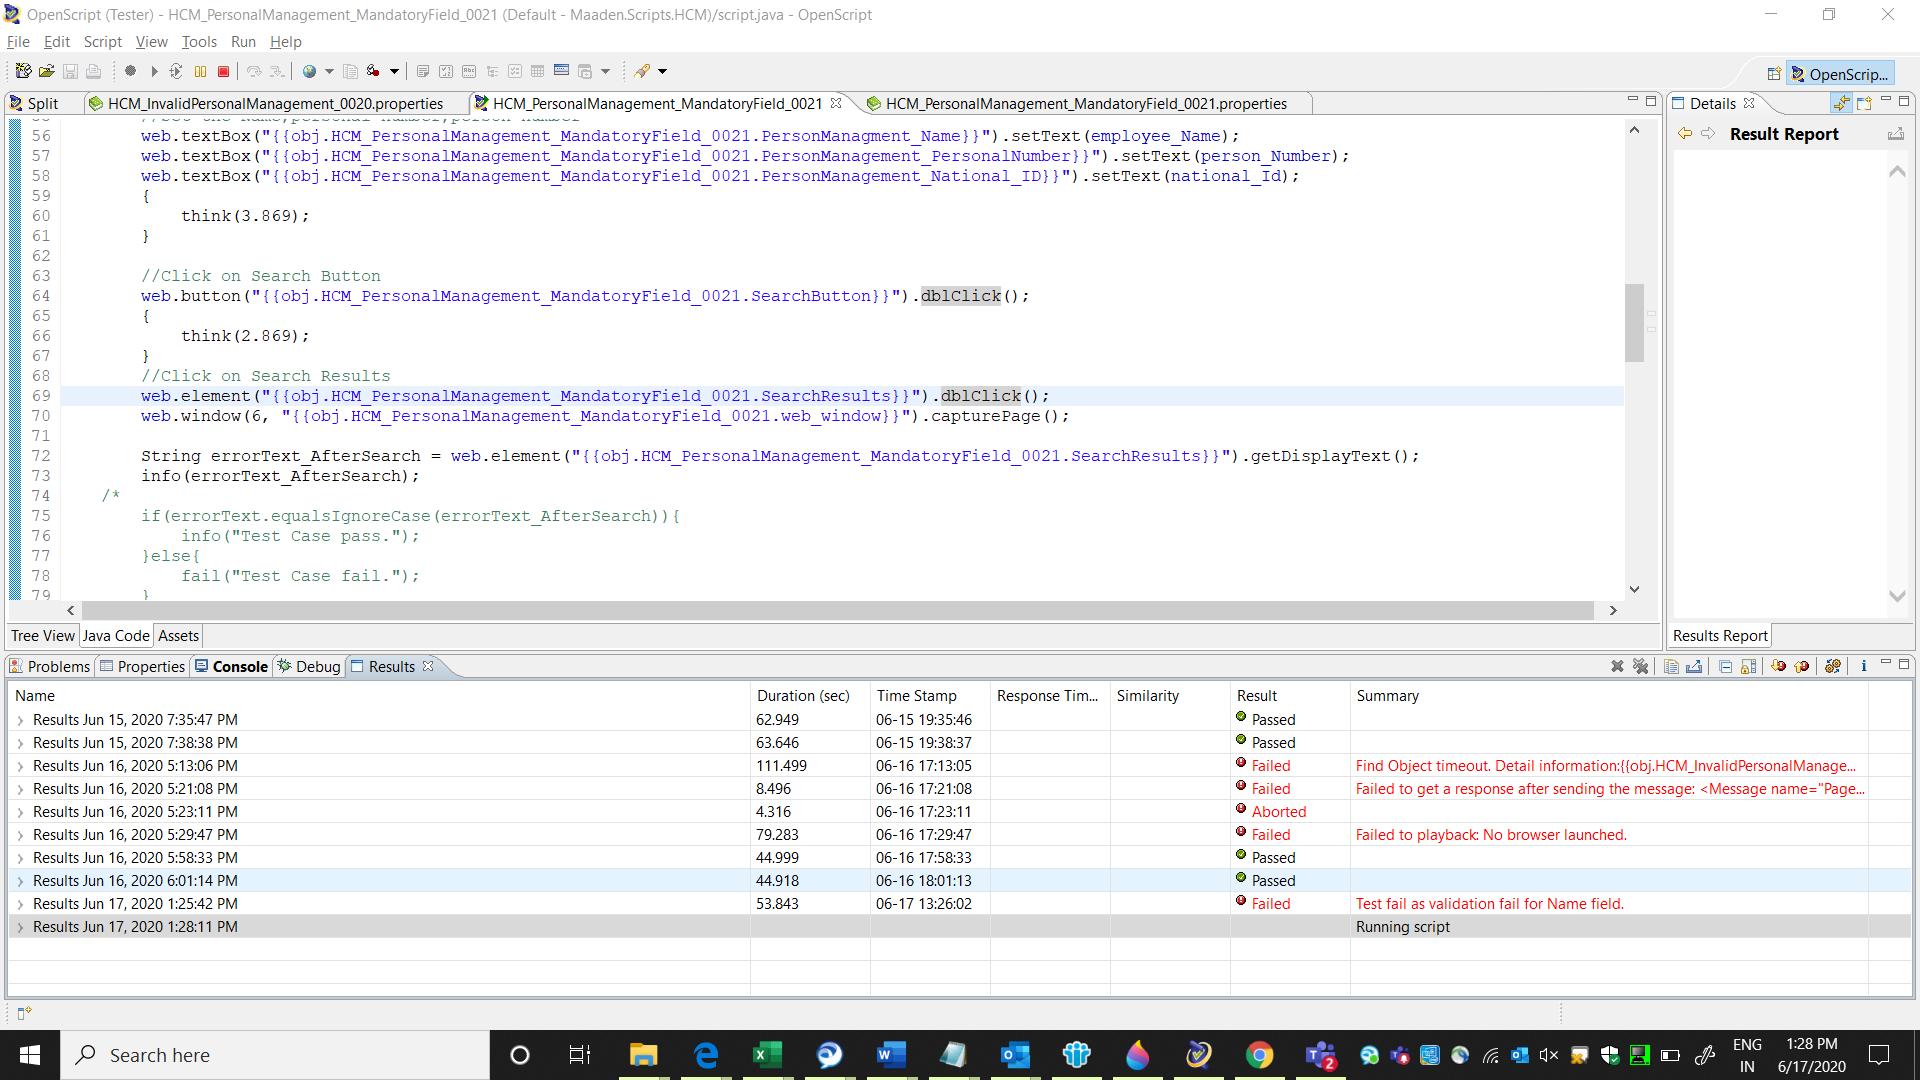 OpenScript (Tester) - HCM_PersonalManagement_MandatoryField_0021 (Default - Maaden.Scripts.HCM)/script.java - OpenScript
File Edit Script View Tools Run Help
OpenScrip...
Split HCM_InvalidPersonalManagement_0020.properties HCM_PersonalManagement_MandatoryField_0021 HCM_PersonalManagement_MandatoryField_0021.properties
Details
Result Report
56 web.textBox("{{obj.HCM_PersonalManagement_MandatoryField_0021.PersonManagment_Name}}").setText(employee_Name);
57 web.textBox("{{obj.HCM_PersonalManagement_MandatoryField_0021.PersonManagement_PersonalNumber}}").setText(person_Number);
58 web.textBox("{{obj.HCM_PersonalManagement_MandatoryField_0021.PersonManagement_National_ID}}").setText(national_Id);
59 {
60 think(3.869);
61 }
62
63 //Click on Search Button
64 web.button("{{obj.HCM_PersonalManagement_MandatoryField_0021.SearchButton}}").dblClick();
65 {
66 think(2.869);
67 }
68 //Click on Search Results
69 web.element("{{obj.HCM_PersonalManagement_MandatoryField_0021.SearchResults}}").dblClick();
70 web.window(6, "{{obj.HCM_PersonalManagement_MandatoryField_0021.web_window}}").capturePage();
71
72 String errorText_AfterSearch = web.element("{{obj.HCM_PersonalManagement_MandatoryField_0021.SearchResults}}").getDisplayText();
73 info(errorText_AfterSearch);
74 /*
75 if(errorText.equalsIgnoreCase(errorText_AfterSearch)){
76 info("Test Case pass.");
77 }else{
78 fail("Test Case fail.");
79 }
Tree View Java Code Assets
Results Report
Problems Properties Console Debug Results
Name Duration (sec) Time Stamp Response Tim... Similarity Result Summary
Results Jun 15, 2020 7:35:47 PM 62.949 06-15 19:35:46 Passed
Results Jun 15, 2020 7:38:38 PM 63.646 06-15 19:38:37 Passed
Results Jun 16, 2020 5:13:06 PM 111.499 06-16 17:13:05 Failed Find Object timeout. Detail information:{{obj.HCM_InvalidPersonalManage...
Results Jun 16, 2020 5:21:08 PM 8.496 06-16 17:21:08 Failed Failed to get a response after sending the message: <Message name="Page...
Results Jun 16, 2020 5:23:11 PM 4.316 06-16 17:23:11 Aborted
Results Jun 16, 2020 5:29:47 PM 79.283 06-16 17:29:47 Failed Failed to playback: No browser launched.
Results Jun 16, 2020 5:58:33 PM 44.999 06-16 17:58:33 Passed
Results Jun 16, 2020 6:01:14 PM 44.918 06-16 18:01:13 Passed
Results Jun 17, 2020 1:25:42 PM 53.843 06-17 13:26:02 Failed Test fail as validation fail for Name field.
Results Jun 17, 2020 1:28:11 PM Running script
Search here
2
ENG
IN
1:28 PM
6/17/2020